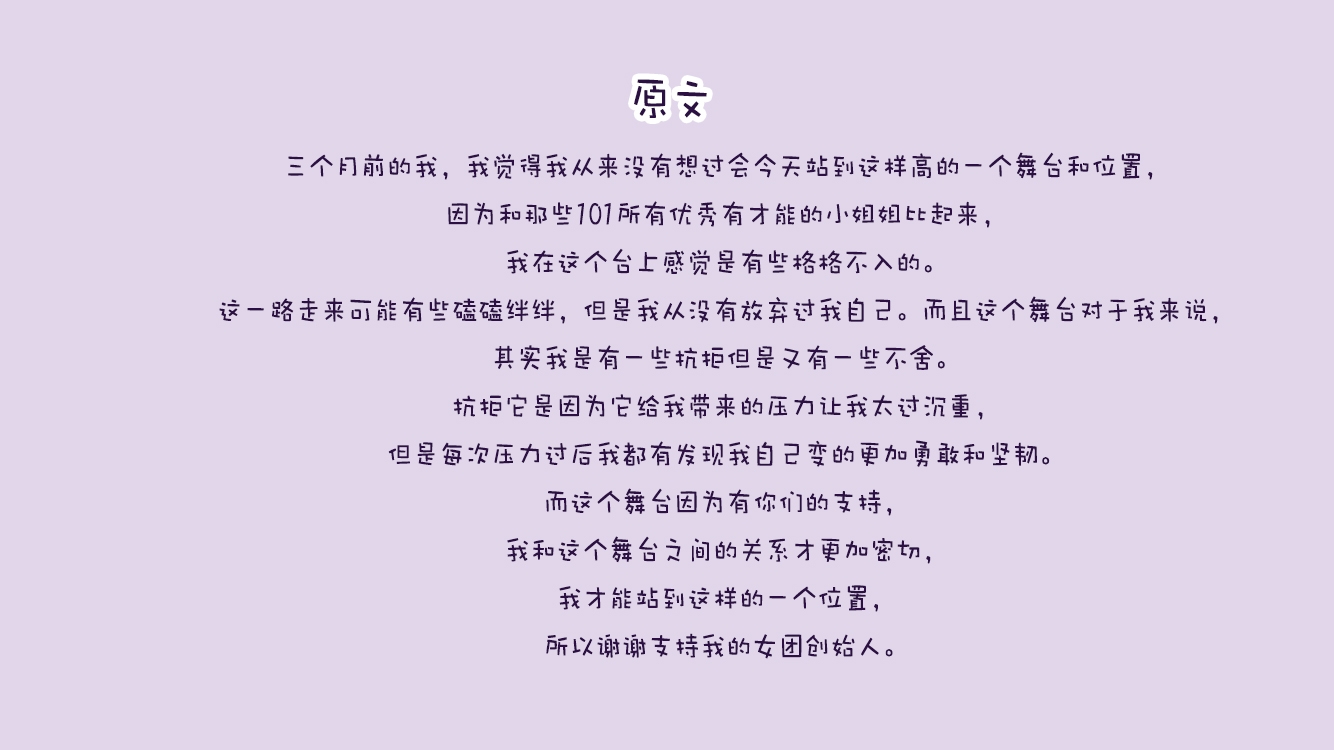 原文
三个月前的我，我觉得我从来没有想过会今天站到这样高的一个舞台和位置，
因为和那些101所有优秀有才能的小姐姐比起来，
我在这个台上感觉是有些格格不入的。
这一路走来可能有些磕磕绊绊，但是我从没有放弃过我自己。而且这个舞台对于我来说，
其实我是有一些抗拒但是又有一些不舍。
抗拒它是因为它给我带来的压力让我太过沉重，
但是每次压力过后我都有发现我自己变的更加勇敢和坚韧。
而这个舞台因为有你们的支持，
我和这个舞台之间的关系才更加密切，
我才能站到这样的一个位置，
所以谢谢支持我的女团创始人。